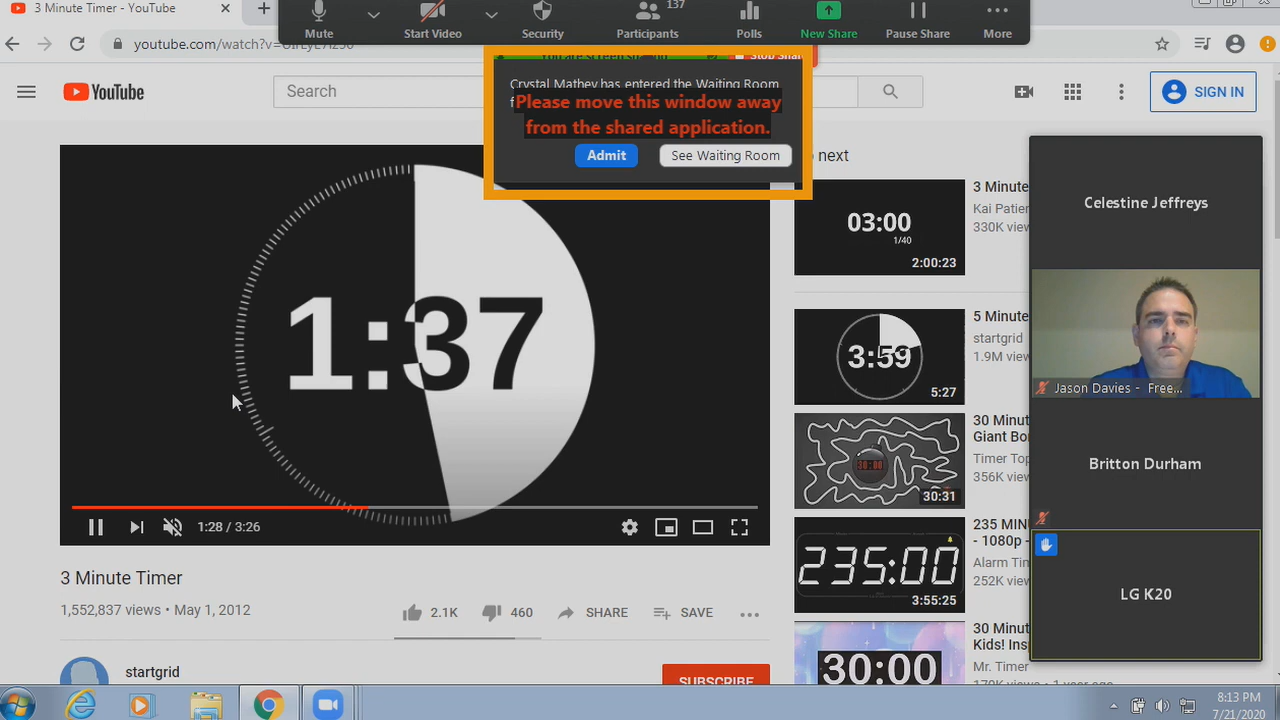 3 Minute Timer - YouTube
137
Mute
Start Video
Security
Participants
Polls
New Share
Pause Share
More
youtube.com/watch?v=
Crystal Mathey has entered the Waiting Room
Please move this window away
from the shared application.
Admit
See Waiting Room
YouTube
Search
SIGN IN
next
1:37
1:28 / 3:26
3 Minute Timer
1,552,837 views • May 1, 2012
2.1K
460
SHARE
SAVE
startgrid
SUBSCRIBE
03:00
1/40
2:00:23
3 Minute
Kai Patier
330K view
3:59
5:27
5 Minute
startgrid
1.9M view
30:00
30:31
30 Minut
Giant Bo
Timer Top
356K view
235:00
3:55:25
235 MIN
- 1080p -
Alarm Tin
252K view
30:00
30 Minut
Kids! Ins
Mr. Timer
Celestine Jeffreys
Jason Davies - Free...
Britton Durham
LG K20
8:13 PM
7/21/2020